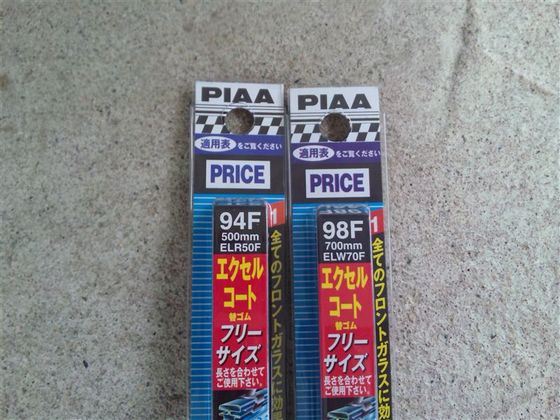 PIAA
適用表をご覧ください
PRICE
94F
500mm
ELR50F
エクセル
コート
替ゴム
フリー
サイズ
長さを合わせて
ご使用下さい。
1
全てのフロントガラスに効
PIAA
適用表をご覧ください
PRICE
98F
700mm
ELW70F
エクセル
コート
替ゴム
フリー
サイズ
長さを合わせて
ご使用下さい。
1
全てのフロントガラスに効